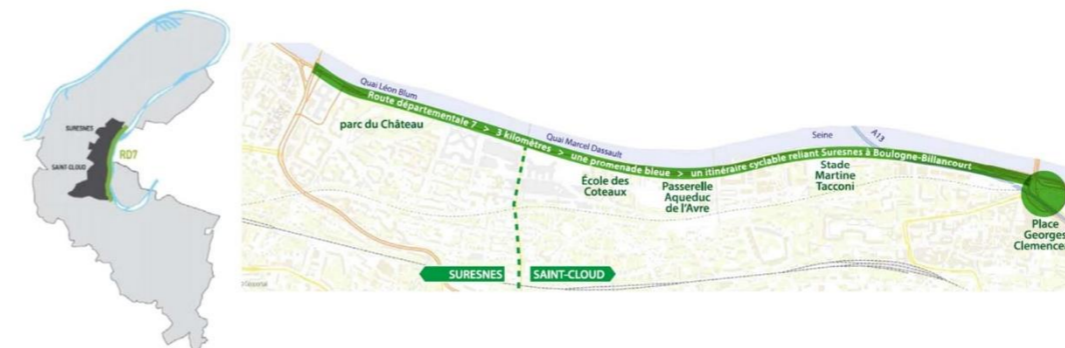 SURESNES
SAINT-CLOUD
RD7
Quai Léon Blum
Route départementale 7 > 3 kilomètres > une promenade bleue > un itinéraire cyclable reliant Suresnes à Boulogne-Billancourt
parc du Château
Quai Marcel Dassault
Seine
A13
École des
Coteaux
Passerelle
Aqueduc
de l'Avre
Stade
Martine
Tacconi
Place
Georges
Clemencea
SURESNES
SAINT-CLOUD